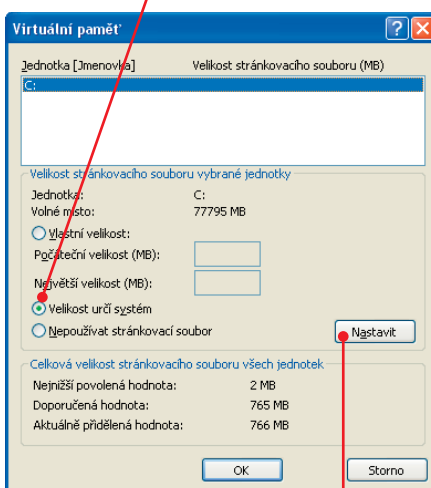 Virtuální paměť
Jednotka [Jmenovka] Velikost stránkovacího souboru (MB)
C:
Velikost stránkovacího souboru vybrané jednotky
Jednotka: C:
Volné místo: 77795 MB
Vlastní velikost:
Počáteční velikost (MB):
Největší velikost (MB):
Velikost určí systém
Nepoužívat stránkovací soubor
Nastavit
Celková velikost stránkovacího souboru všech jednotek
Nejnižší povolená hodnota: 2 MB
Doporučená hodnota: 765 MB
Aktuálně přidělená hodnota: 766 MB
OK Storno